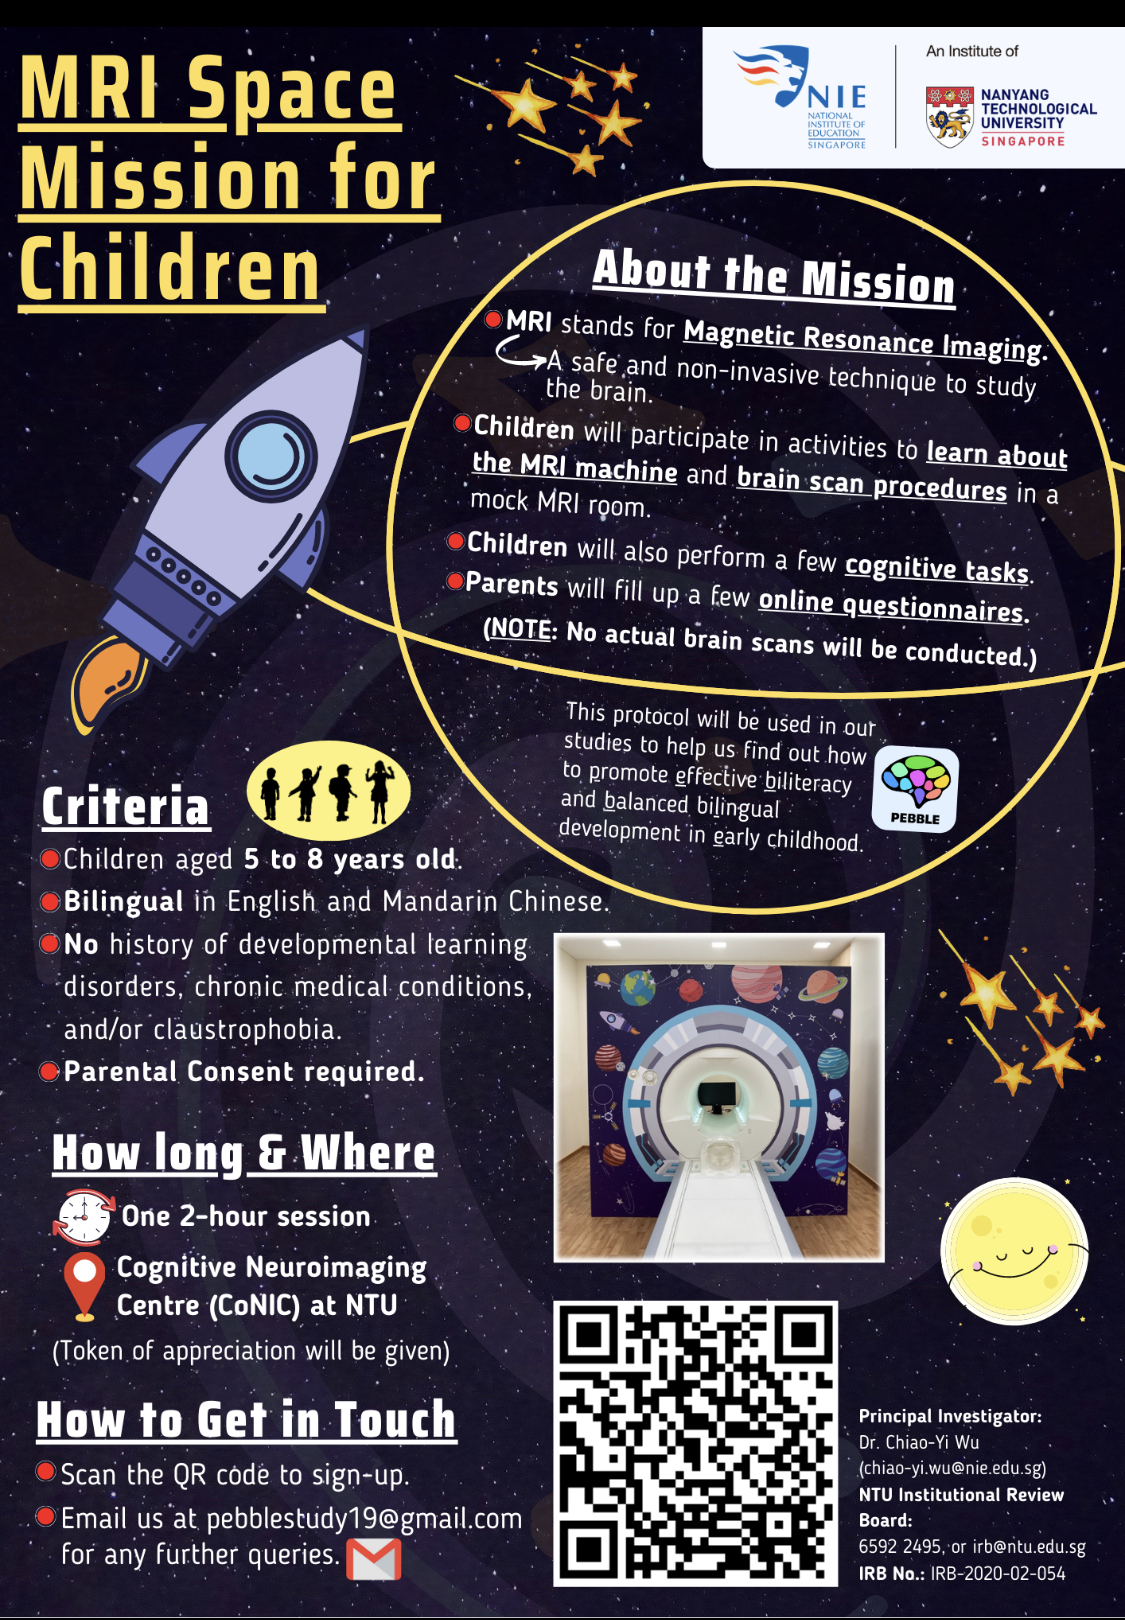 MRI Space
Mission for
Children
NIE
NATIONAL
INSTITUTE OF
EDUCATION
SINGAPORE
An Institute of
NANYANG
TECHNOLOGICAL
UNIVERSITY
SINGAPORE
About the Mission
MRI stands for Magnetic Resonance Imaging.
A safe and non-invasive technique to study
the brain.
Children will participate in activities to learn about
the MRI machine and brain scan procedures in a
mock MRI room.
Children will also perform a few cognitive tasks.
Parents will fill up a few online questionnaires.
(NOTE: No actual brain scans will be conducted.)
This protocol will be used in our
studies to help us find out how
to promote effective biliteracy
and balanced bilingual
development in early childhood.
PEBBLE
Criteria
Children aged 5 to 8 years old.
Bilingual in English and Mandarin Chinese.
No history of developmental learning
disorders, chronic medical conditions,
and/or claustrophobia.
Parental Consent required.
How long & Where
One 2-hour session
Cognitive Neuroimaging
Centre (CoNIC) at NTU
(Token of appreciation will be given)
How to Get in Touch
Scan the QR code to sign-up.
Email us at pebblestudy19@gmail.com
for any further queries.
Principal Investigator:
Dr. Chiao-Yi Wu
(chiao-yi.wu@nie.edu.sg)
NTU Institutional Review
Board:
6592 2495, or irb@ntu.edu.sg
IRB No.: IRB-2020-02-054